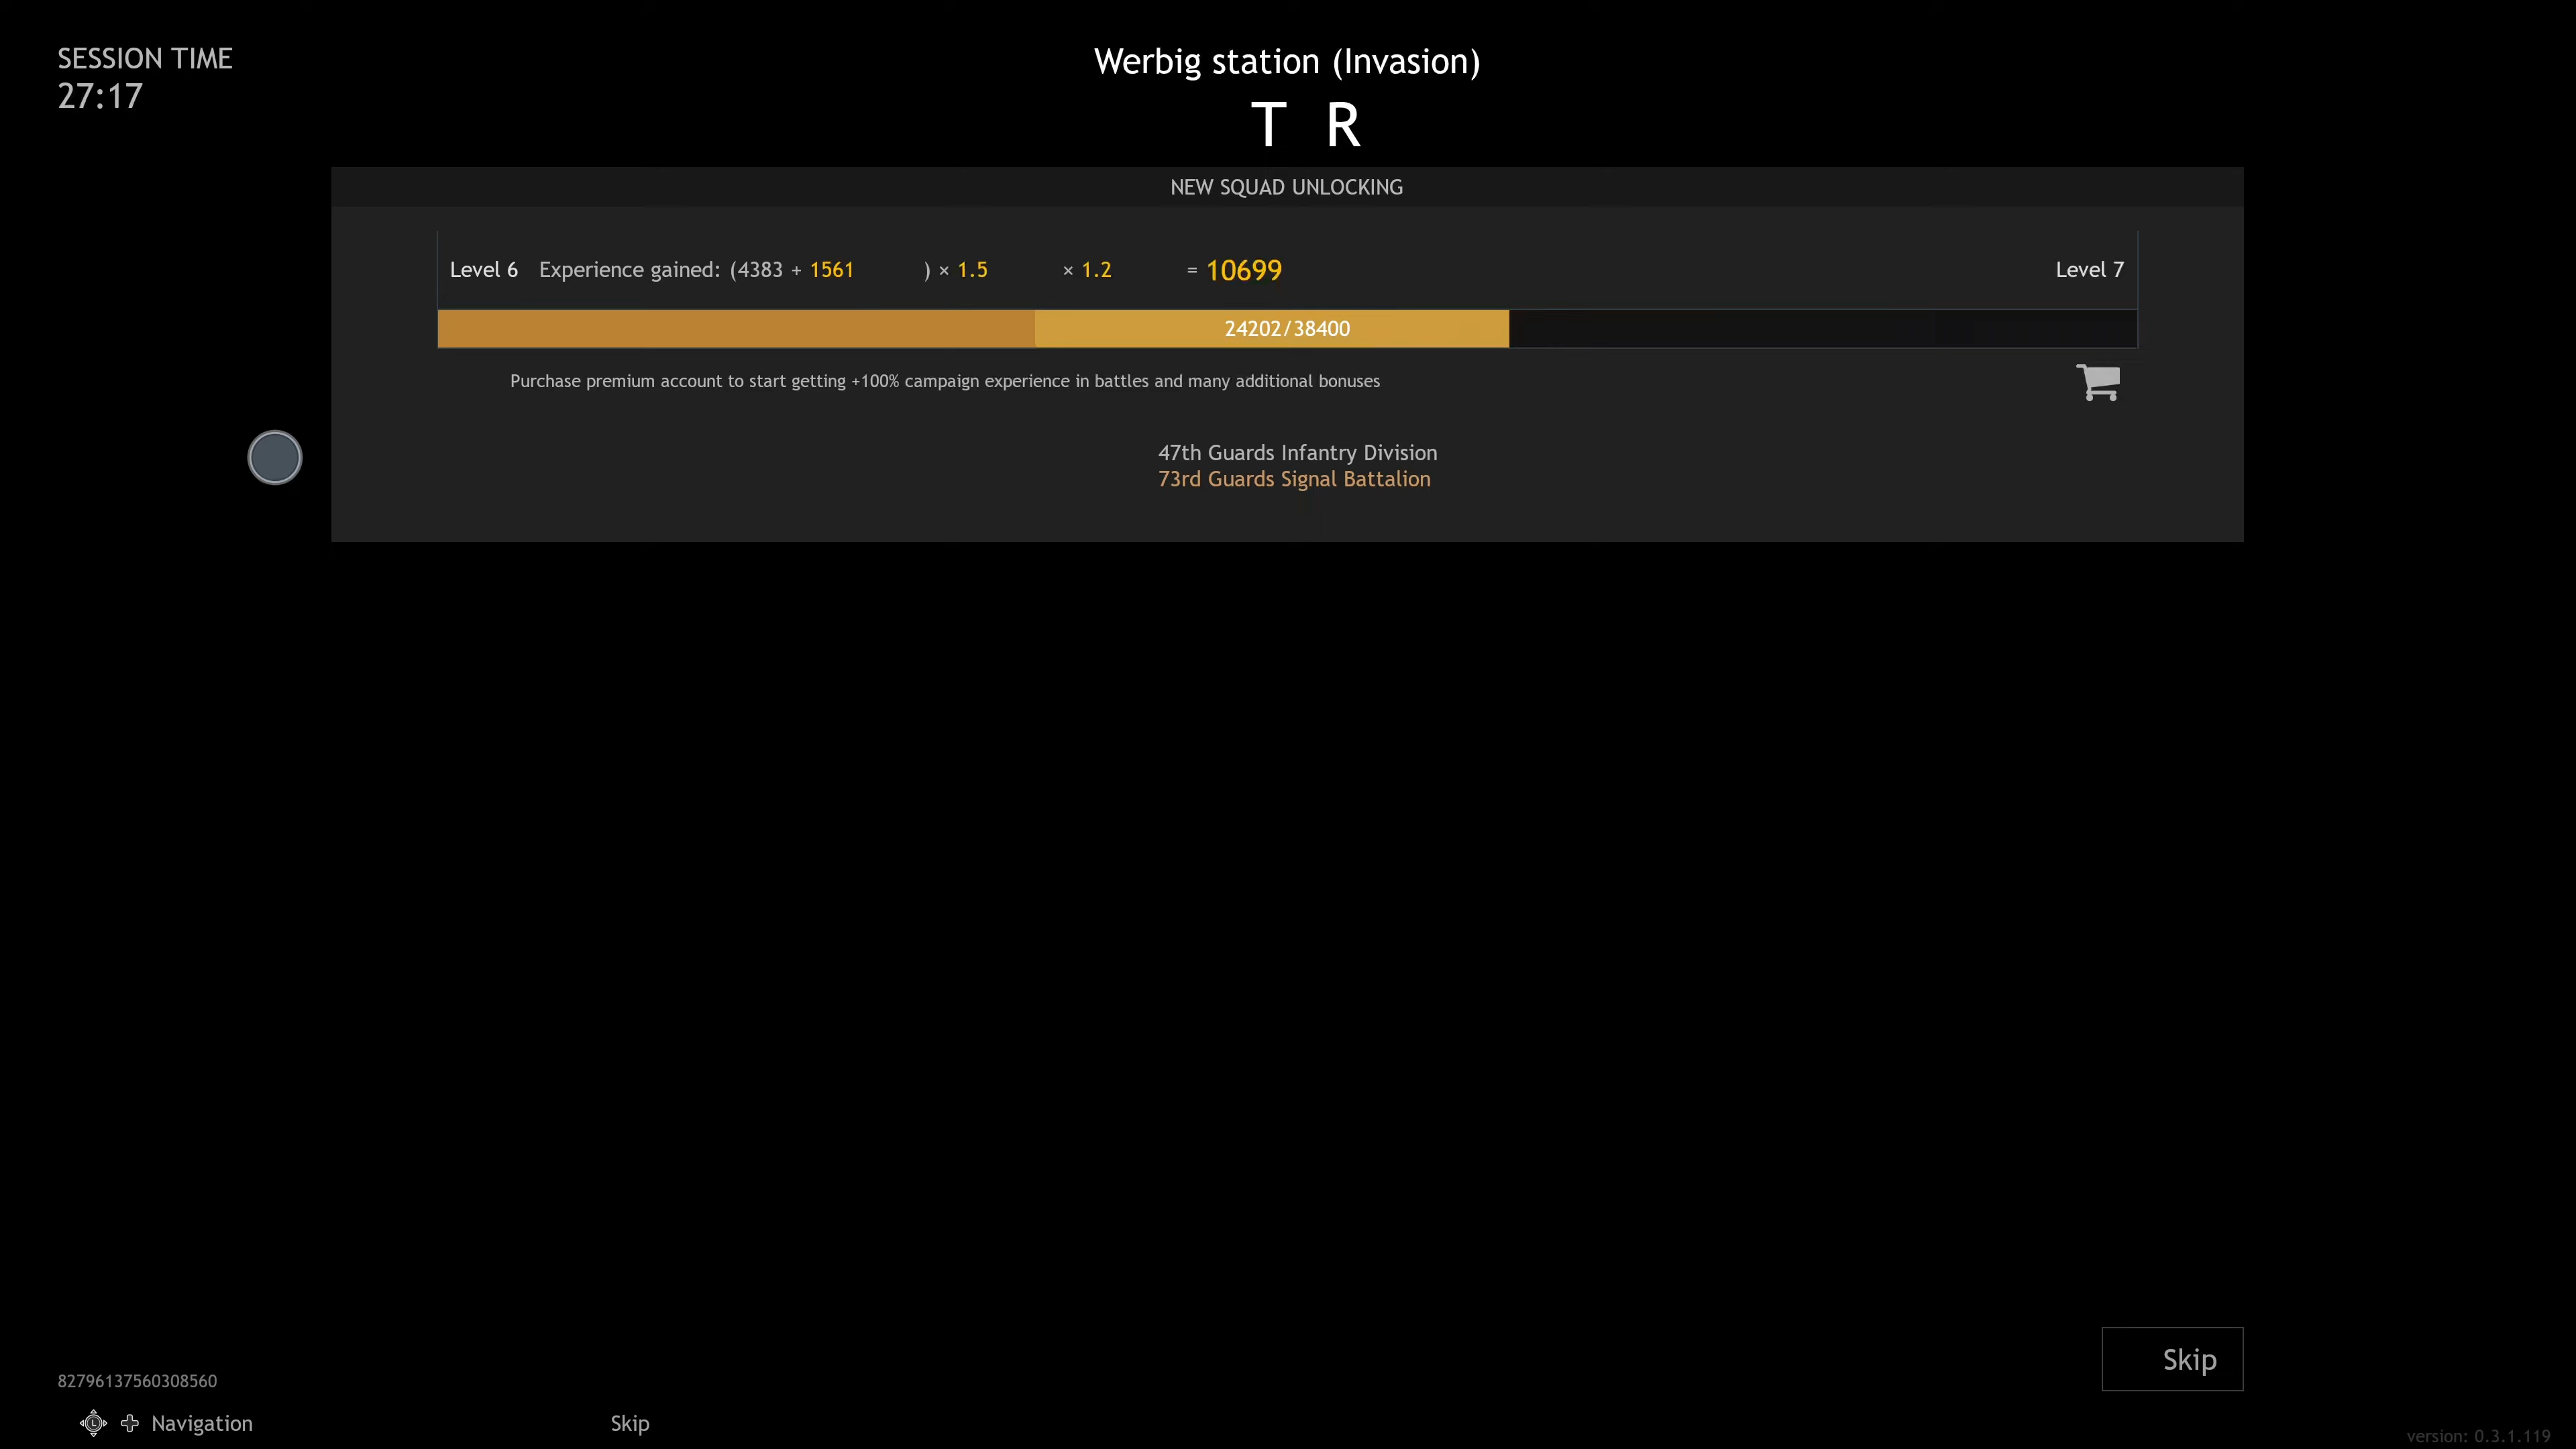 SESSION TIME
27:17
Werbig station (Invasion)
T R
NEW SQUAD UNLOCKING
Level 6 Experience gained: (4383 + 1561 ) × 1.5 × 1.2 = 10699 Level 7
24202/38400
Purchase premium account to start getting +100% campaign experience in battles and many additional bonuses
47th Guards Infantry Division
73rd Guards Signal Battalion
Skip
82796137560308560
L Navigation Skip
version: 0.3.1.119